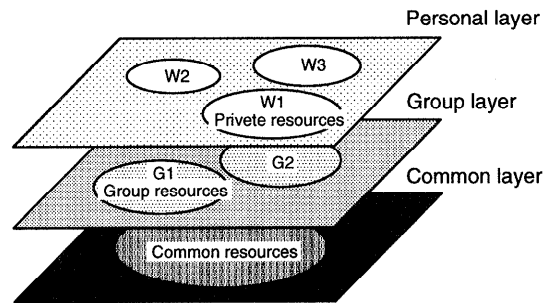 Personal layer
W2
W3
W1
Privete resources
Group layer
G1
Group resources
G2
Common layer
Common resources